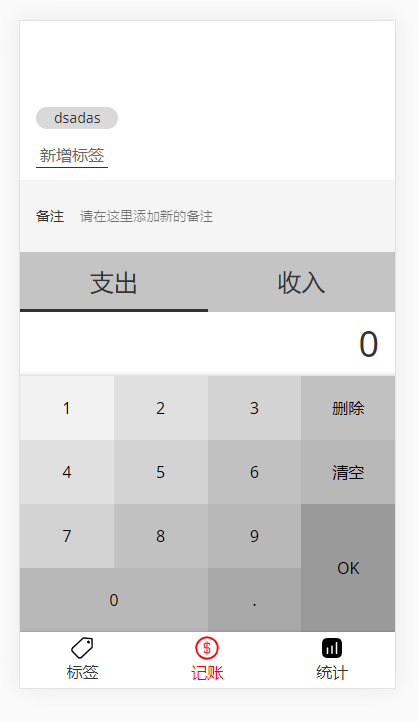 dsadas
新增标签
备注 请在这里添加新的备注
支出 收入
0
1 2 3 删除
4 5 6 清空
7 8 9
OK
0 .
$
标签 记账 统计